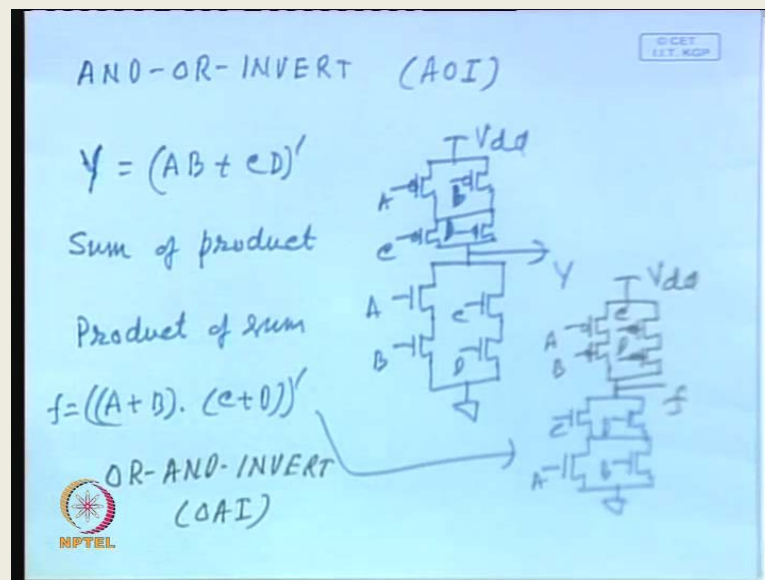 © CET
I.I.T. KGP
AND-OR-INVERT (AOI)
Y = (AB + CD)'
Sum of product
Product of sum
f = ((A+B). (C+D))'
OR-AND-INVERT
(OAI)
Vdd
A
B
C
D
Y
A
C
B
D
Vdd
A
C
B
D
f
C
D
A
B
NPTEL